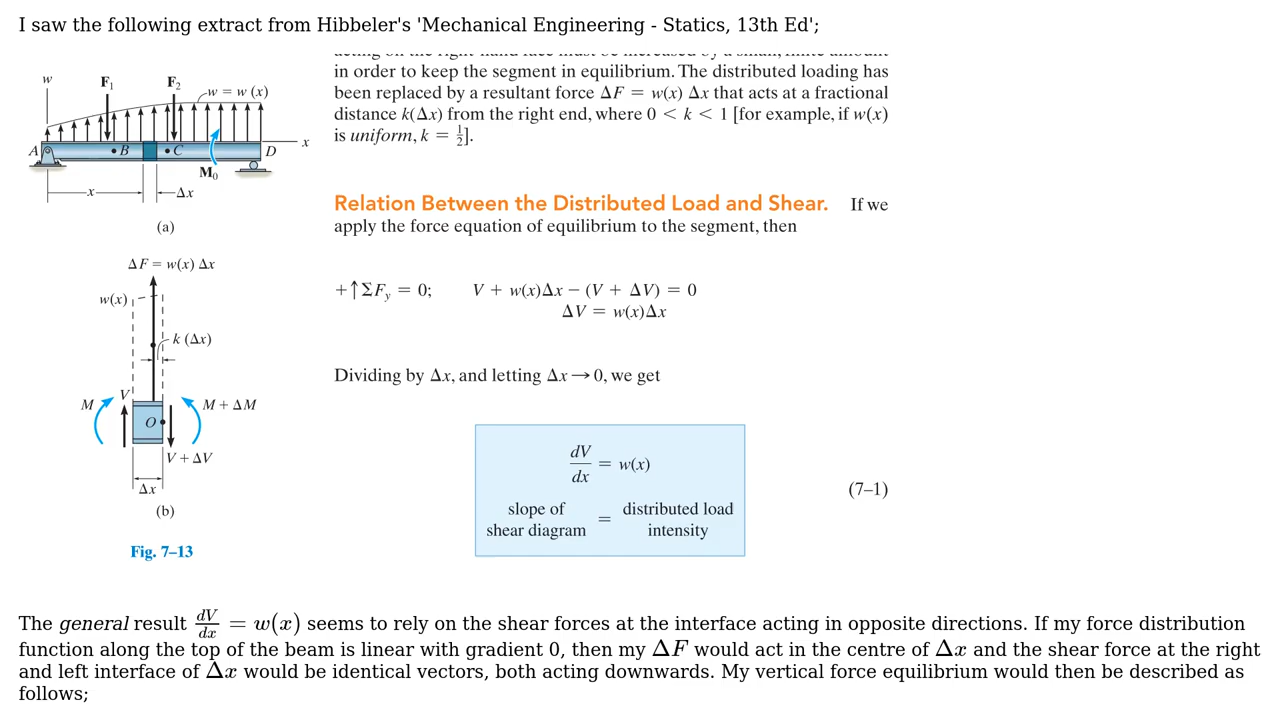 I saw the following extract from Hibbeler's 'Mechanical Engineering - Statics, 13th Ed';
in order to keep the segment in equilibrium. The distributed loading has
been replaced by a resultant force ΔF = w(x) Δx that acts at a fractional
distance k(Δx) from the right end, where 0 < k < 1 [for example, if w(x)
is uniform, k = ½].
w
F₁
F₂
w = w (x)
x
A
B
C
D
M₀
x
Δx
(a)
Relation Between the Distributed Load and Shear. If we
apply the force equation of equilibrium to the segment, then
ΔF = w(x) Δx
w(x)
k (Δx)
+↑ΣF_y = 0; V + w(x)Δx − (V + ΔV) = 0
ΔV = w(x)Δx
Dividing by Δx, and letting Δx → 0, we get
M
V
M + ΔM
O
V + ΔV
Δx
(b)
Fig. 7–13
dV/dx = w(x)
(7–1)
slope of shear diagram = distributed load intensity
The general result dV/dx = w(x) seems to rely on the shear forces at the interface acting in opposite directions. If my force distribution
function along the top of the beam is linear with gradient 0, then my ΔF would act in the centre of Δx and the shear force at the right
and left interface of Δx would be identical vectors, both acting downwards. My vertical force equilibrium would then be described as
follows;